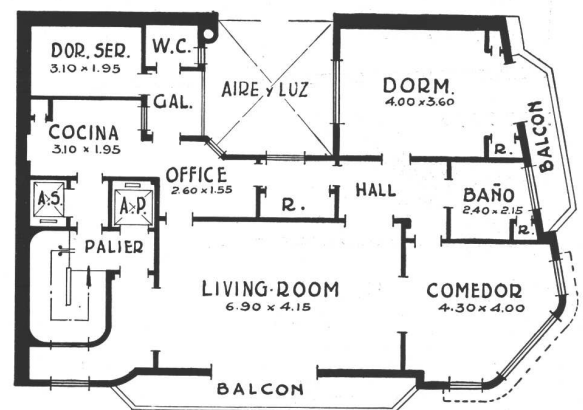 DOR. SER.
3.10 x 1.95
W.C.
GAL.
AIRE y LUZ
DORM.
4.00 x 3.60
BALCON
R.
COCINA
3.10 x 1.95
OFFICE
2.60 x 1.55
R.
HALL
BAÑO
2.40 x 2.15
R.
A.S.
A.P.
PALIER
LIVING-ROOM
6.90 x 4.15
COMEDOR
4.30 x 4.00
BALCON